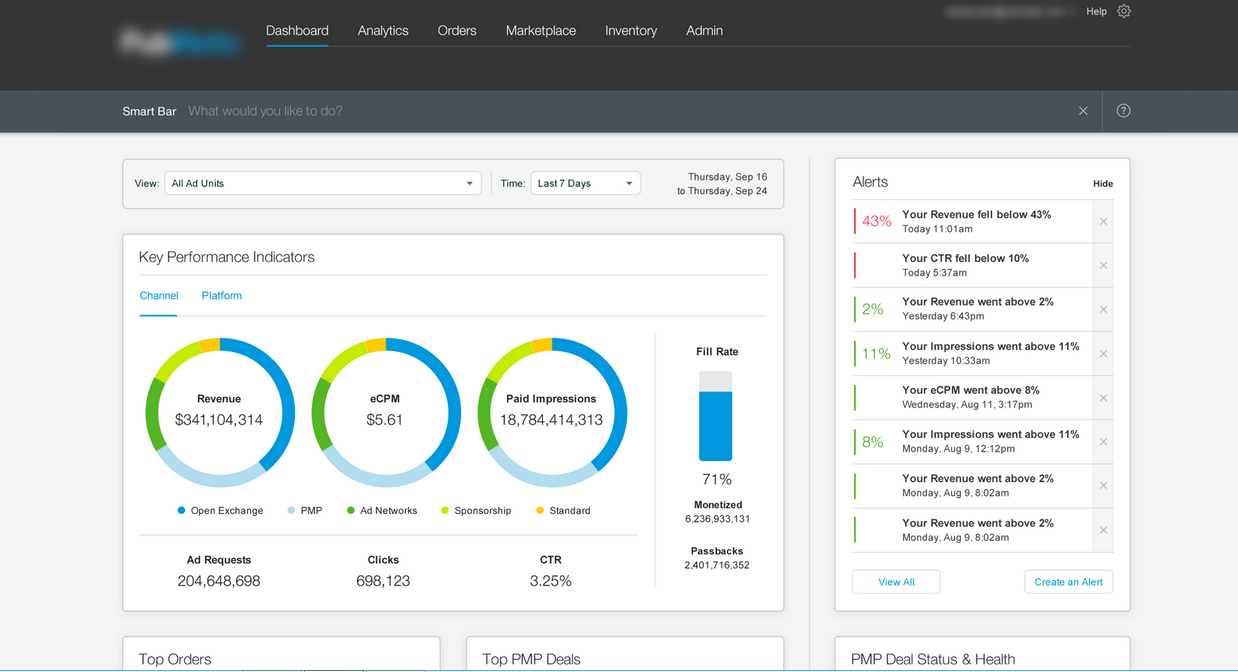 Help
Dashboard Analytics Orders Marketplace Inventory Admin
Smart Bar What would you like to do?
View: All Ad Units Time: Last 7 Days
Thursday, Sep 16
to Thursday, Sep 24
Key Performance Indicators
Channel Platform
Revenue
$341,104,314
eCPM
$5.61
Paid Impressions
18,784,414,313
Open Exchange PMP Ad Networks Sponsorship Standard
Ad Requests
204,648,698
Clicks
698,123
CTR
3.25%
Fill Rate
71%
Monetized
6,236,933,131
Passbacks
2,401,716,352
Alerts Hide
43% Your Revenue fell below 43%
Today 11:01am
Your CTR fell below 10%
Today 5:37am
2% Your Revenue went above 2%
Yesterday 6:43pm
11% Your Impressions went above 11%
Yesterday 10:33am
Your eCPM went above 8%
Wednesday, Aug 11, 3:17pm
8% Your Impressions went above 11%
Monday, Aug 9, 12:12pm
Your Revenue went above 2%
Monday, Aug 9, 8:02am
Your Revenue went above 2%
Monday, Aug 9, 8:02am
View All Create an Alert
Top Orders
Top PMP Deals
PMP Deal Status & Health